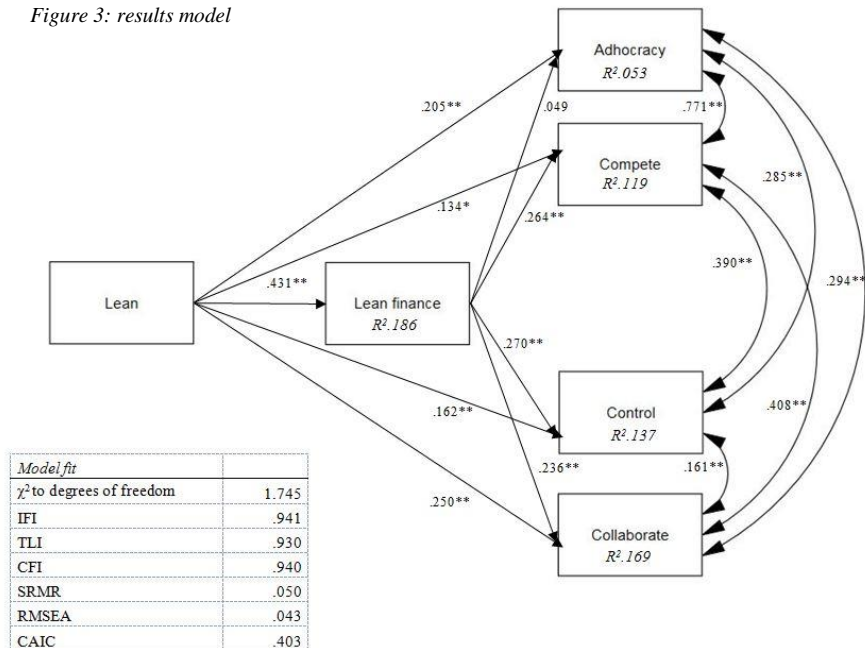 Figure 3: results model
Adhocracy
R².053
.205**
.049
.771**
Compete
R².119
.285**
.134*
.264**
.390**
.294**
.431**
Lean
Lean finance
R².186
.270**
Control
R².137
.408**
.162**
.236**
.161**
.250**
Collaborate
R².169
Model fit
χ² to degrees of freedom 1.745
IFI .941
TLI .930
CFI .940
SRMR .050
RMSEA .043
CAIC .403